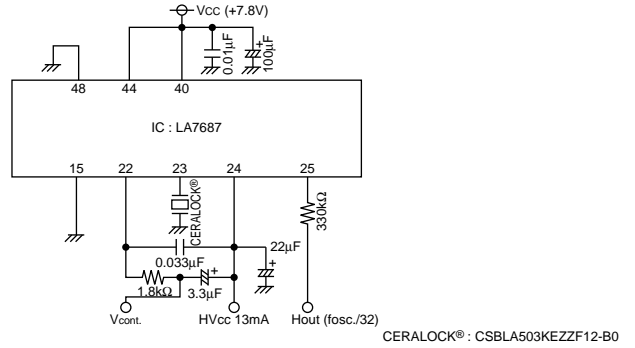 VCC (+7.8V)
0.01μF
100μF
+
48 44 40
IC : LA7687
15 22 23 24 25
CERALOCK®
330kΩ
22μF
+
0.033μF
+
1.8kΩ 3.3μF
Vcont. HVcc 13mA Hout (fosc./32)
CERALOCK® : CSBLA503KEZZF12-B0